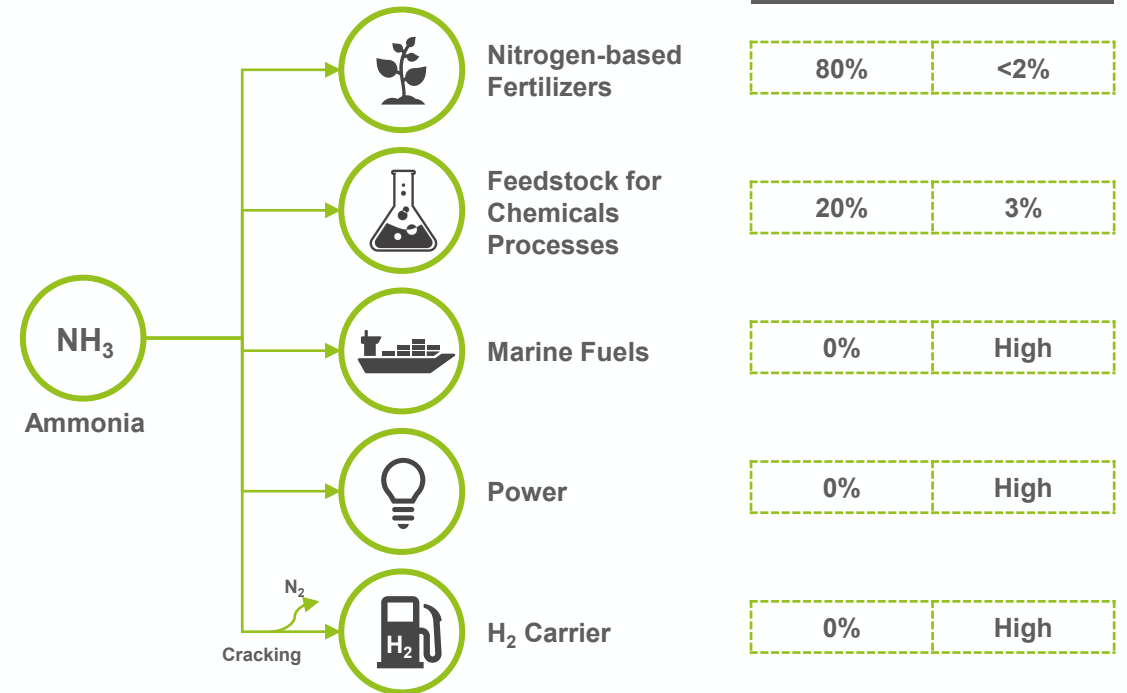 Nitrogen-based
Fertilizers
80%
<2%
Feedstock for
Chemicals
Processes
20%
3%
NH₃
Ammonia
Marine Fuels
0%
High
Power
0%
High
N₂
Cracking
H₂
H₂ Carrier
0%
High